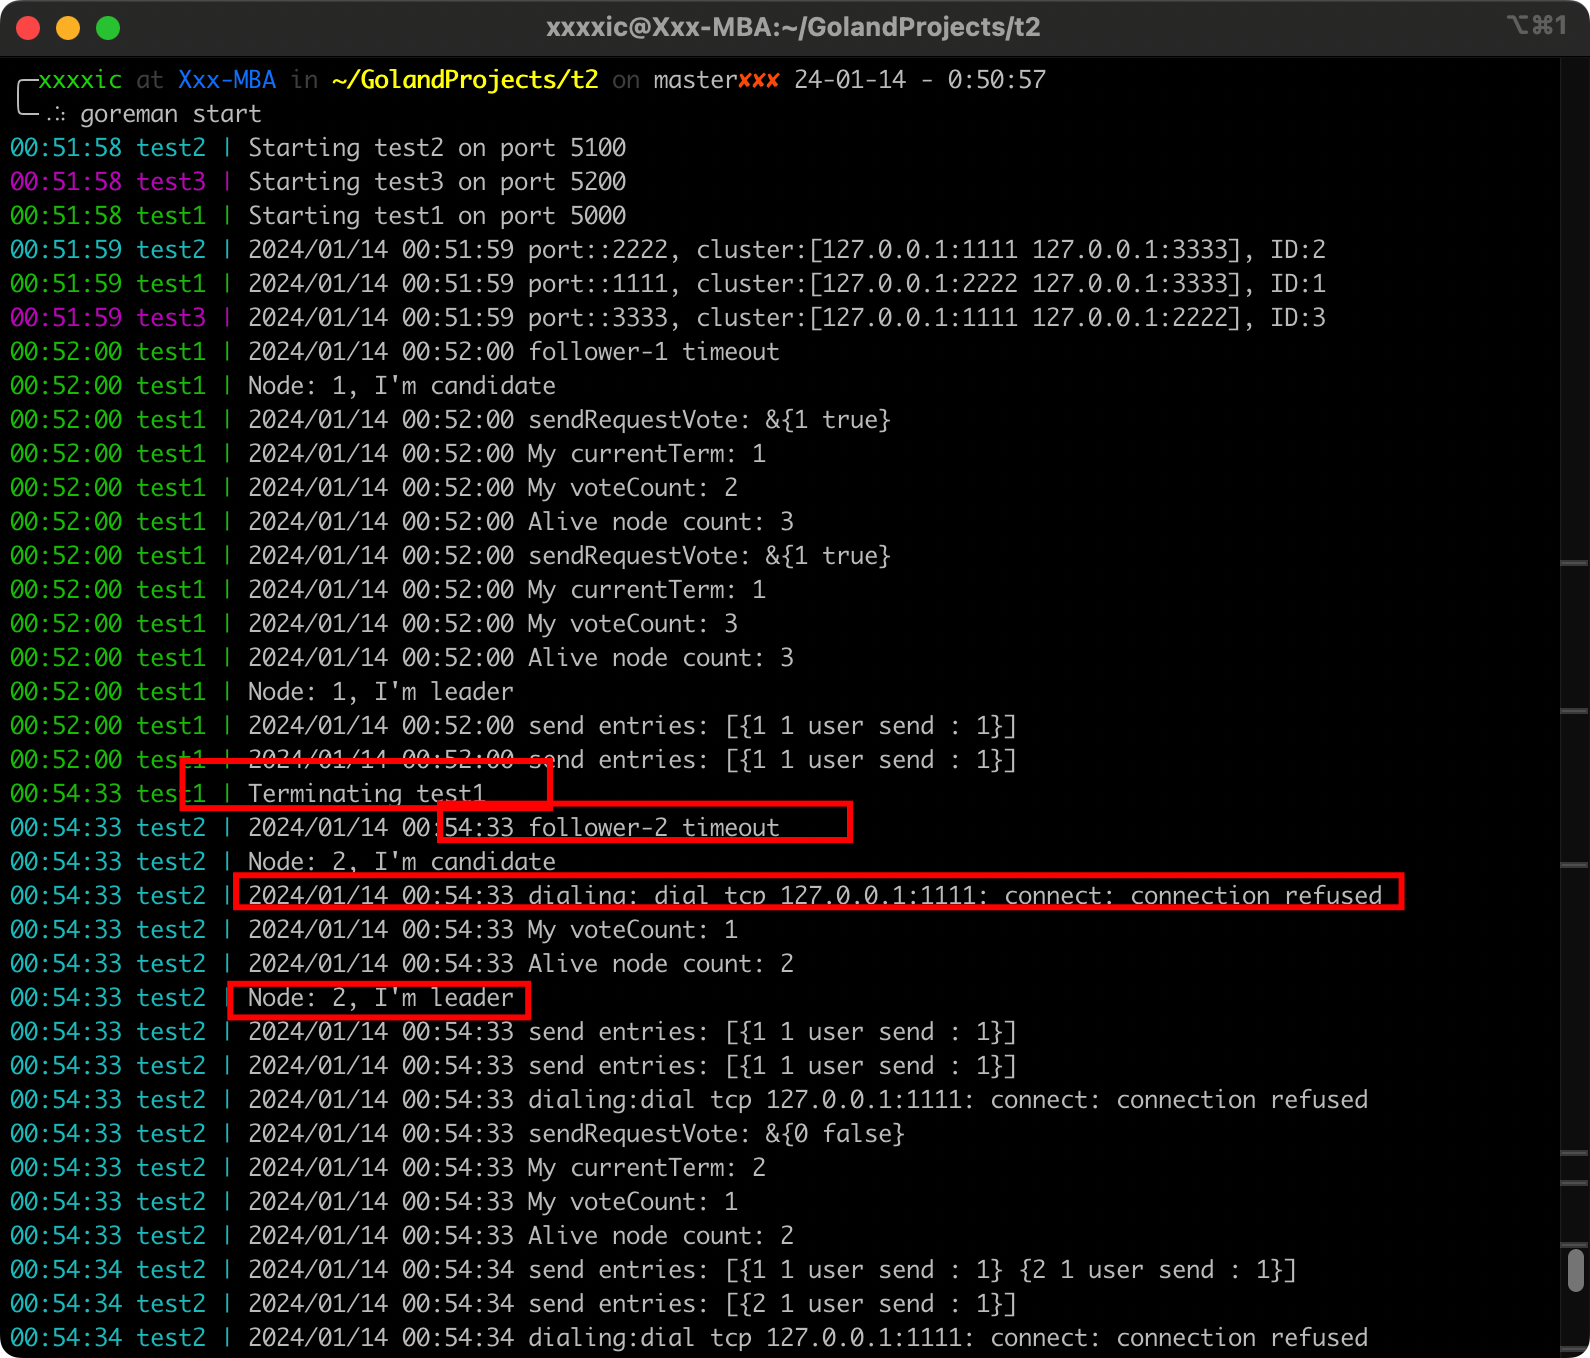 xxxxic@Xxx-MBA:~/GolandProjects/t2
⌥⌘1
xxxxic at Xxx-MBA in ~/GolandProjects/t2 on master✘✘✘ 24-01-14 - 0:50:57
.:: goreman start
00:51:58 test2 | Starting test2 on port 5100
00:51:58 test3 | Starting test3 on port 5200
00:51:58 test1 | Starting test1 on port 5000
00:51:59 test2 | 2024/01/14 00:51:59 port::2222, cluster:[127.0.0.1:1111 127.0.0.1:3333], ID:2
00:51:59 test1 | 2024/01/14 00:51:59 port::1111, cluster:[127.0.0.1:2222 127.0.0.1:3333], ID:1
00:51:59 test3 | 2024/01/14 00:51:59 port::3333, cluster:[127.0.0.1:1111 127.0.0.1:2222], ID:3
00:52:00 test1 | 2024/01/14 00:52:00 follower-1 timeout
00:52:00 test1 | Node: 1, I'm candidate
00:52:00 test1 | 2024/01/14 00:52:00 sendRequestVote: &{1 true}
00:52:00 test1 | 2024/01/14 00:52:00 My currentTerm: 1
00:52:00 test1 | 2024/01/14 00:52:00 My voteCount: 2
00:52:00 test1 | 2024/01/14 00:52:00 Alive node count: 3
00:52:00 test1 | 2024/01/14 00:52:00 sendRequestVote: &{1 true}
00:52:00 test1 | 2024/01/14 00:52:00 My currentTerm: 1
00:52:00 test1 | 2024/01/14 00:52:00 My voteCount: 3
00:52:00 test1 | 2024/01/14 00:52:00 Alive node count: 3
00:52:00 test1 | Node: 1, I'm leader
00:52:00 test1 | 2024/01/14 00:52:00 send entries: [{1 1 user send : 1}]
00:52:00 test1 | 2024/01/14 00:52:00 send entries: [{1 1 user send : 1}]
00:54:33 test1 | Terminating test1
00:54:33 test2 | 2024/01/14 00:54:33 follower-2 timeout
00:54:33 test2 | Node: 2, I'm candidate
00:54:33 test2 | 2024/01/14 00:54:33 dialing: dial tcp 127.0.0.1:1111: connect: connection refused
00:54:33 test2 | 2024/01/14 00:54:33 My voteCount: 1
00:54:33 test2 | 2024/01/14 00:54:33 Alive node count: 2
00:54:33 test2 | Node: 2, I'm leader
00:54:33 test2 | 2024/01/14 00:54:33 send entries: [{1 1 user send : 1}]
00:54:33 test2 | 2024/01/14 00:54:33 send entries: [{1 1 user send : 1}]
00:54:33 test2 | 2024/01/14 00:54:33 dialing:dial tcp 127.0.0.1:1111: connect: connection refused
00:54:33 test2 | 2024/01/14 00:54:33 sendRequestVote: &{0 false}
00:54:33 test2 | 2024/01/14 00:54:33 My currentTerm: 2
00:54:33 test2 | 2024/01/14 00:54:33 My voteCount: 1
00:54:33 test2 | 2024/01/14 00:54:33 Alive node count: 2
00:54:34 test2 | 2024/01/14 00:54:34 send entries: [{1 1 user send : 1} {2 1 user send : 1}]
00:54:34 test2 | 2024/01/14 00:54:34 send entries: [{2 1 user send : 1}]
00:54:34 test2 | 2024/01/14 00:54:34 dialing:dial tcp 127.0.0.1:1111: connect: connection refused